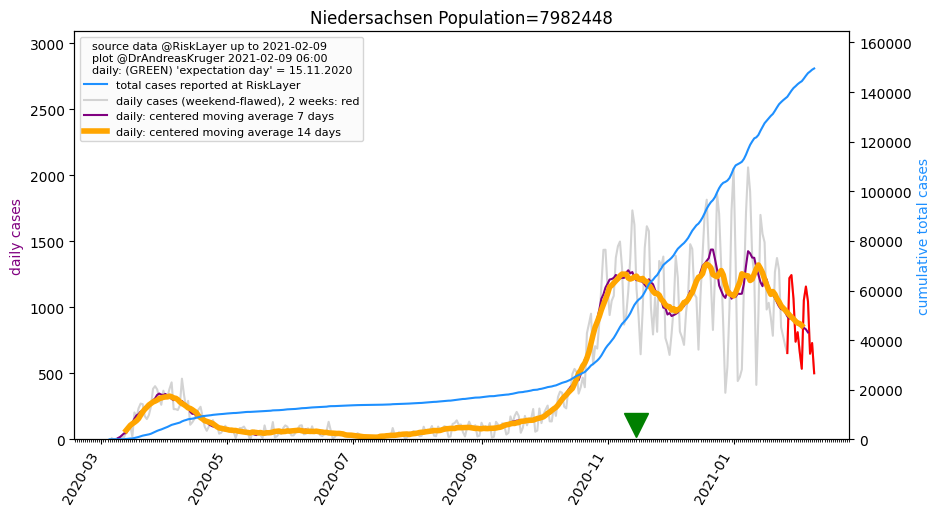 Niedersachsen Population=7982448
source data @RiskLayer up to 2021-02-09
plot @DrAndreasKruger 2021-02-09 06:00
daily: (GREEN) 'expectation day' = 15.11.2020
total cases reported at RiskLayer
daily cases (weekend-flawed), 2 weeks: red
daily: centered moving average 7 days
daily: centered moving average 14 days
daily cases
3000
2500
2000
1500
1000
500
0
160000
140000
120000
100000
80000
60000
40000
20000
0
cumulative total cases
2020-03
2020-05
2020-07
2020-09
2020-11
2021-01